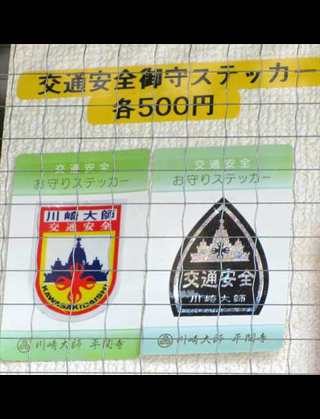 交通安全御守ステッカー
各500円
交通安全
お守りステッカー
川崎大師
交通安全
KAWASAKIDAISHI
川崎大師 平間寺
交通安全
お守りステッカー
交通安全
川崎大師
川崎大師 平間寺